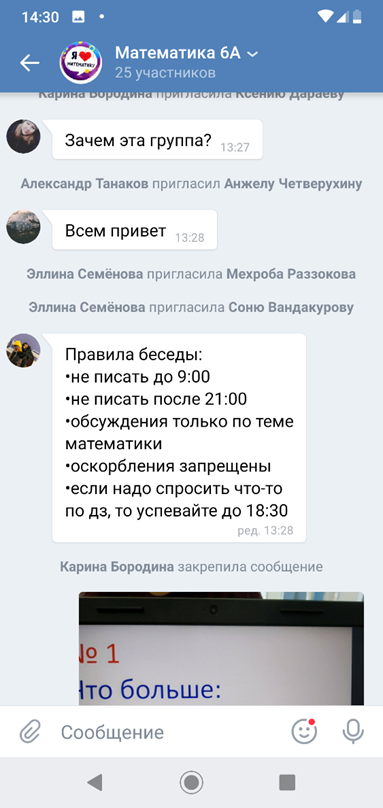 14:30
Математика 6А
25 участников
Карина Бородина пригласила Ксению Дараеву
Зачем эта группа?
13:27
Александр Танаков пригласил Анжелу Четверухину
Всем привет
13:28
Эллина Семёнова пригласила Мехроба Раззокова
Эллина Семёнова пригласила Соню Вандакурову
Правила беседы:
•не писать до 9:00
•не писать после 21:00
•обсуждения только по теме
математики
•оскорбления запрещены
•если надо спросить что-то
по дз, то успевайте до 18:30
ред. 13:28
Карина Бородина закрепила сообщение
№ 1
Что больше:
Сообщение
Я
МАТЕМАТИКУ